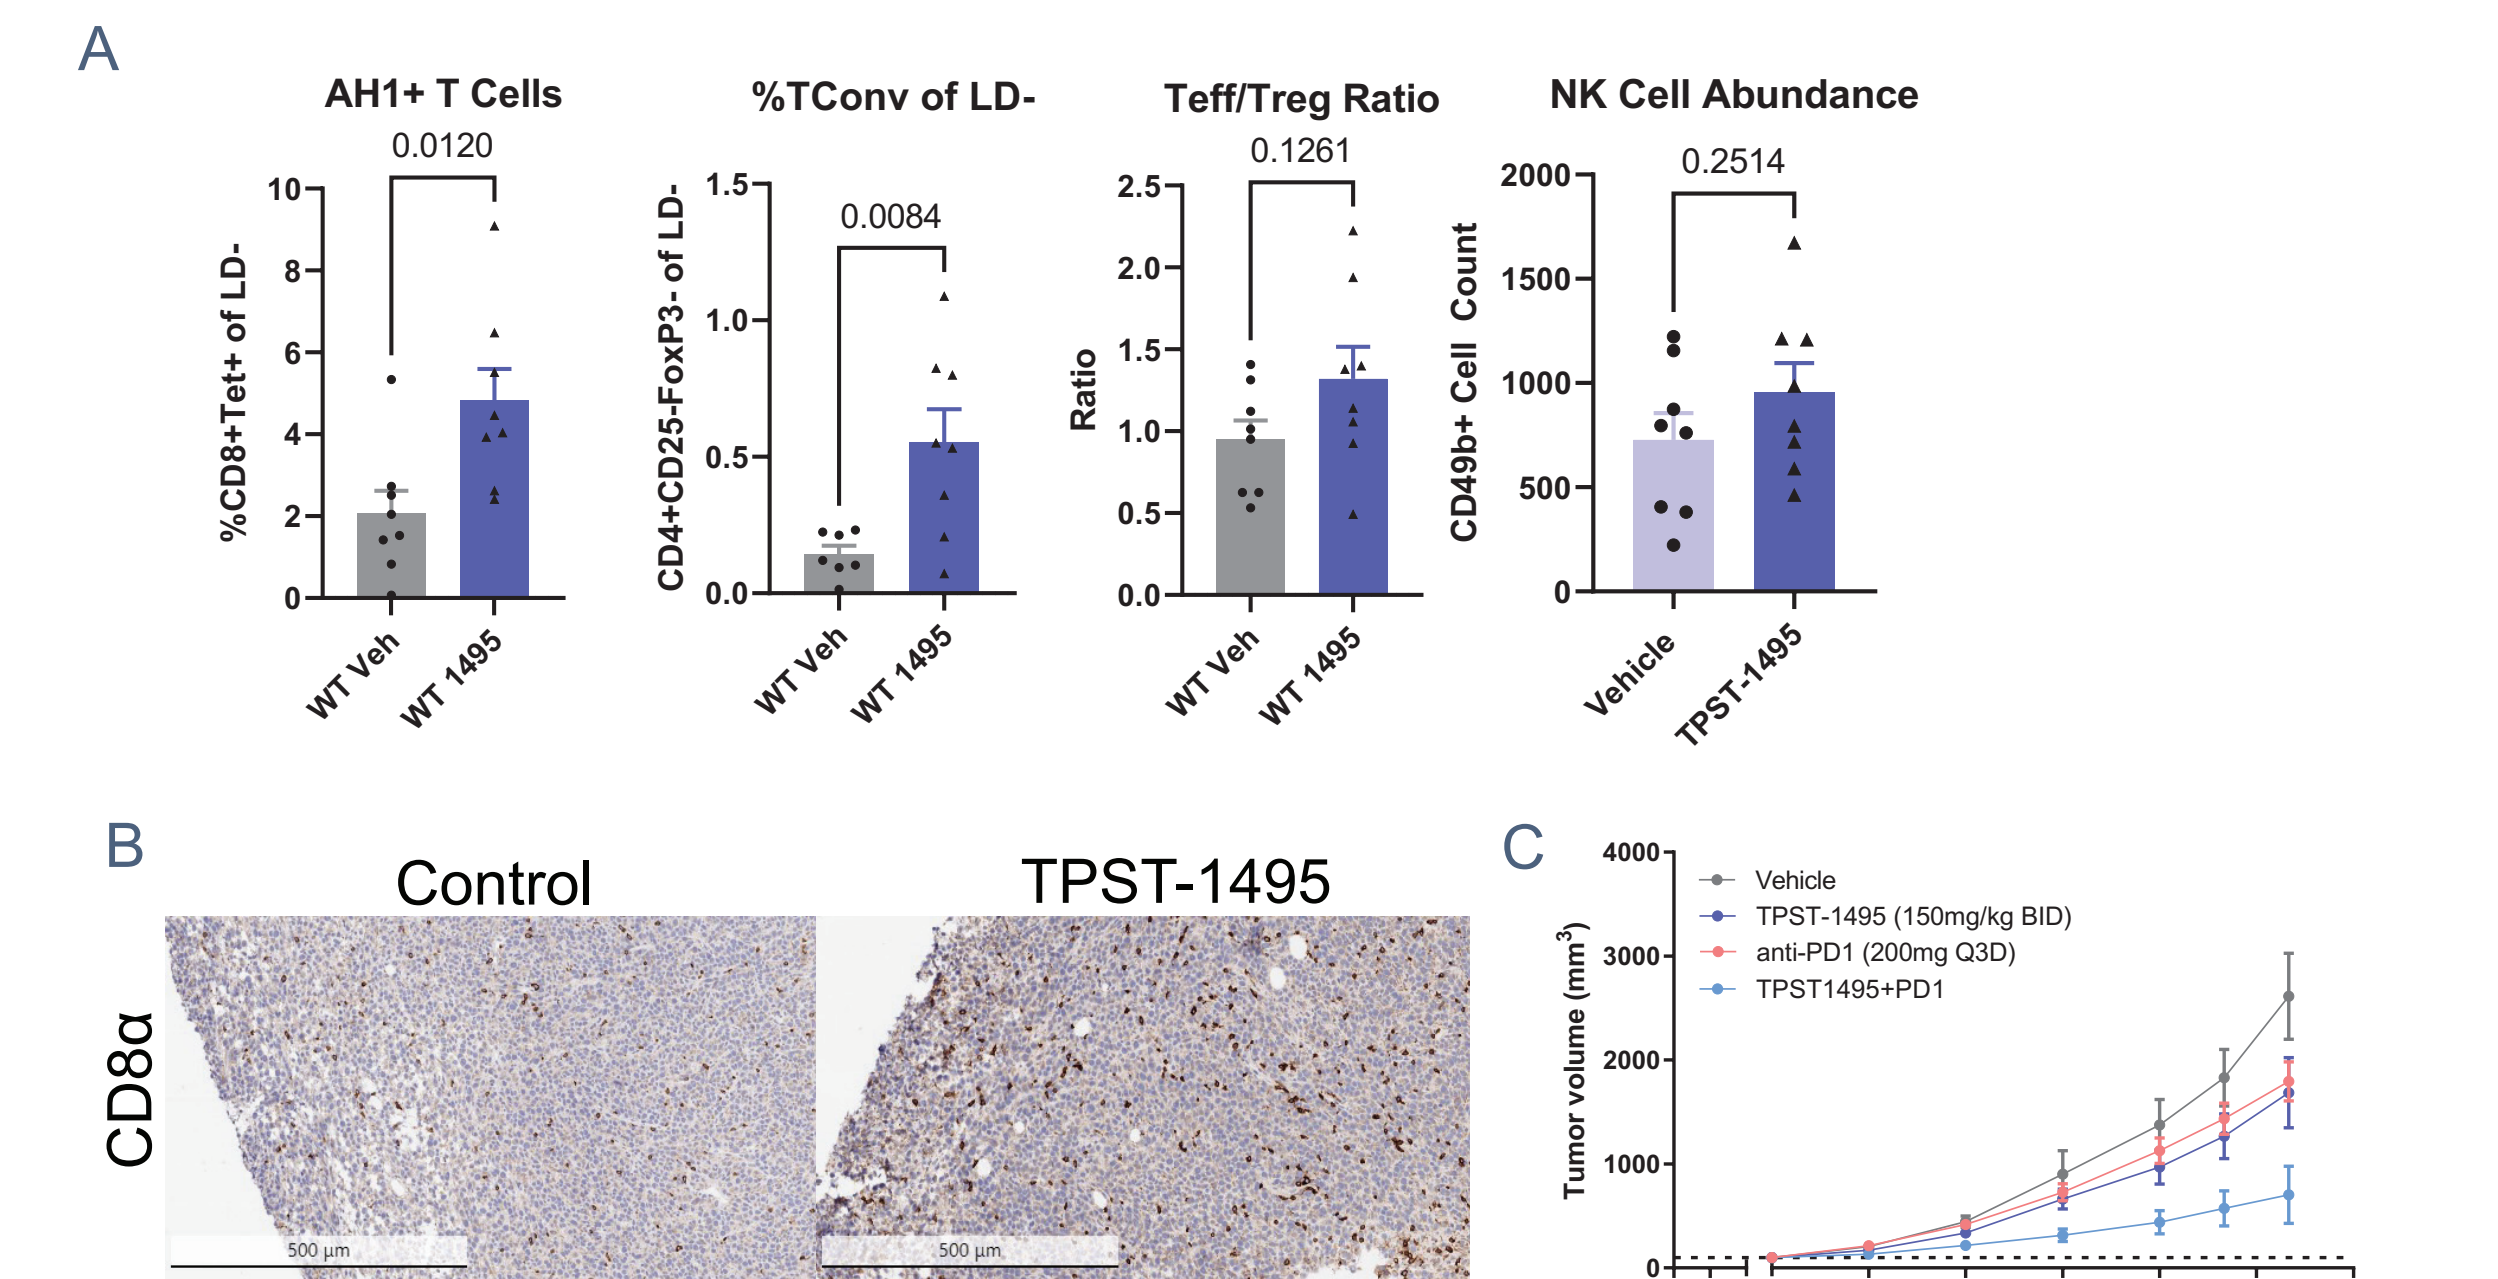 A
AH1+ T Cells
0.0120
%CD8+Tet+ of LD-
10
8
6
4
2
0
WT Veh
WT 1495
%TConv of LD-
0.0084
CD4+CD25-FoxP3- of LD-
1.5
1.0
0.5
0.0
WT Veh
WT 1495
Teff/Treg Ratio
0.1261
Ratio
2.5
2.0
1.5
1.0
0.5
0.0
WT Veh
WT 1495
NK Cell Abundance
0.2514
CD49b+ Cell Count
2000
1500
1000
500
0
Vehicle
TPST-1495
B
Control
TPST-1495
CD8α
500 μm
500 μm
C
Tumor volume (mm³)
4000
3000
2000
1000
0
Vehicle
TPST-1495 (150mg/kg BID)
anti-PD1 (200mg Q3D)
TPST1495+PD1